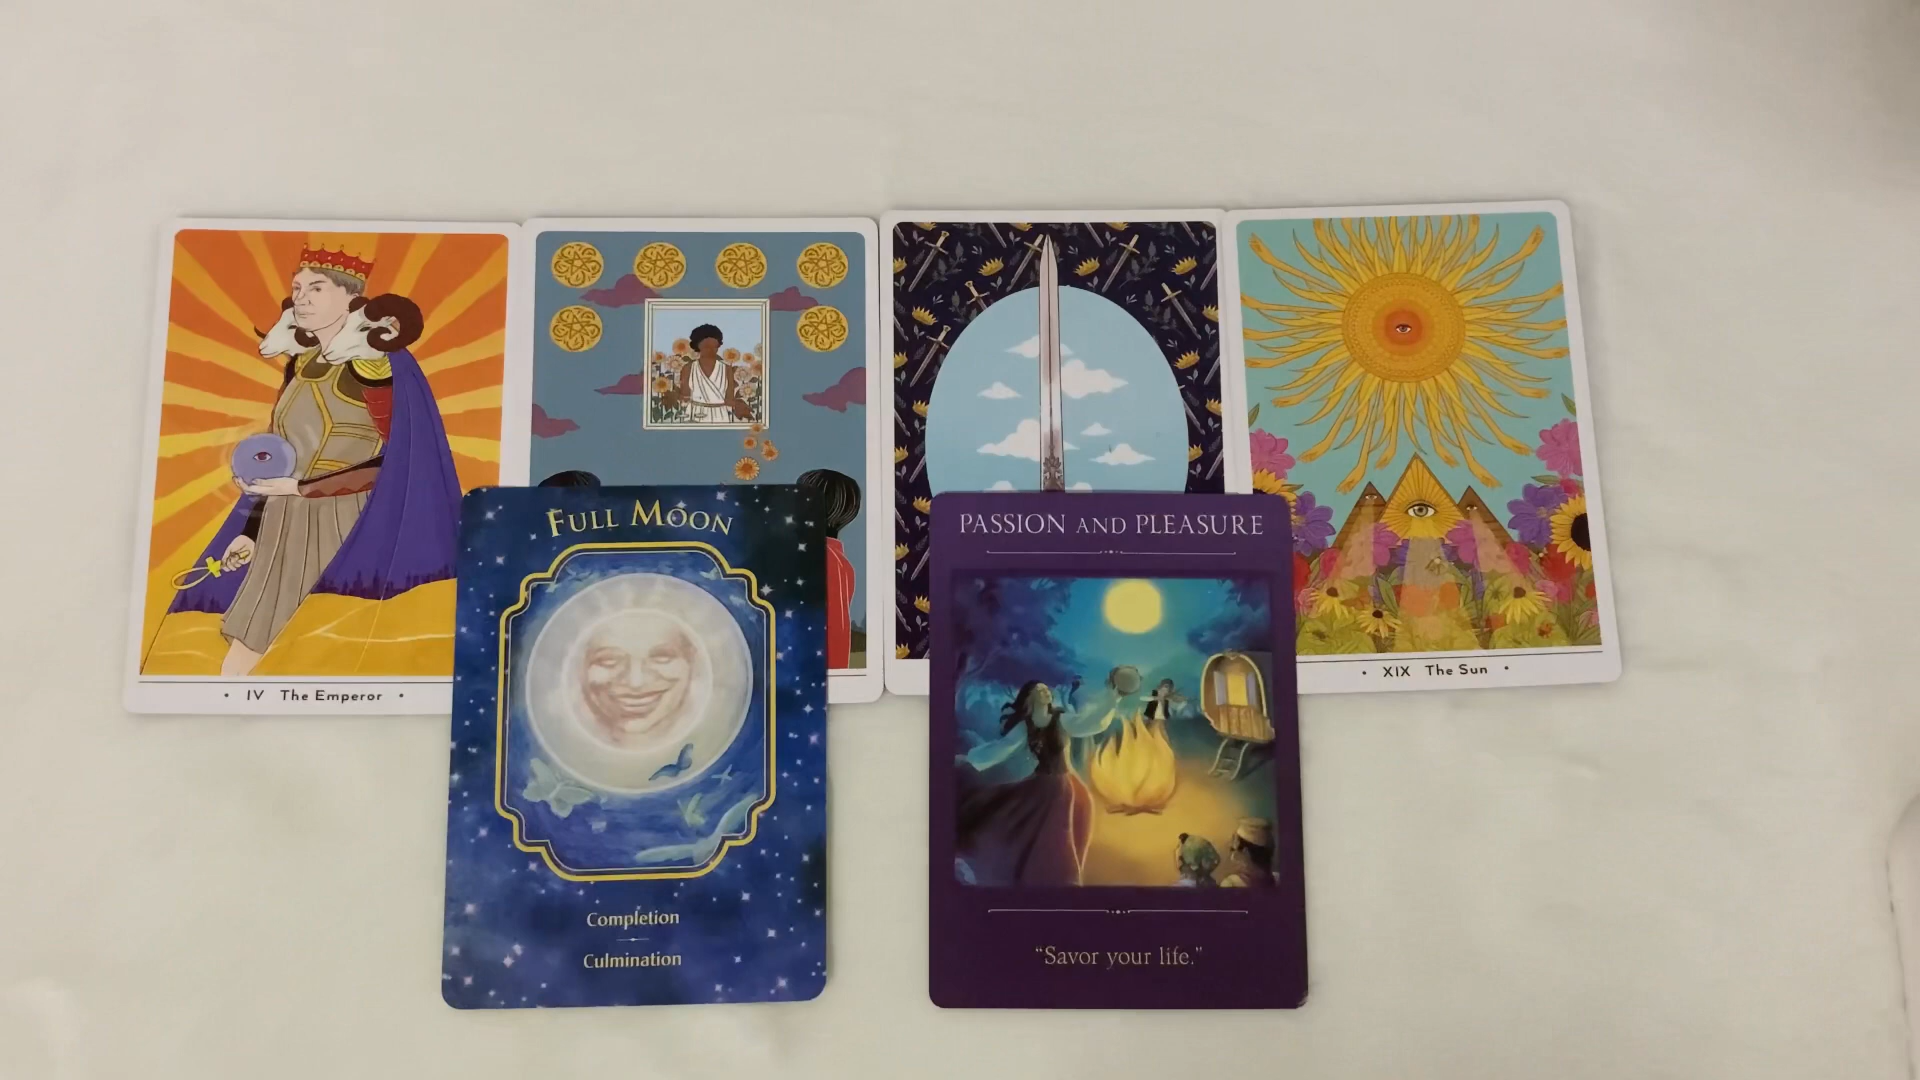 • IV The Emperor •
• XIX The Sun •
FULL MOON
Completion
Culmination
PASSION AND PLEASURE
"Savor your life."